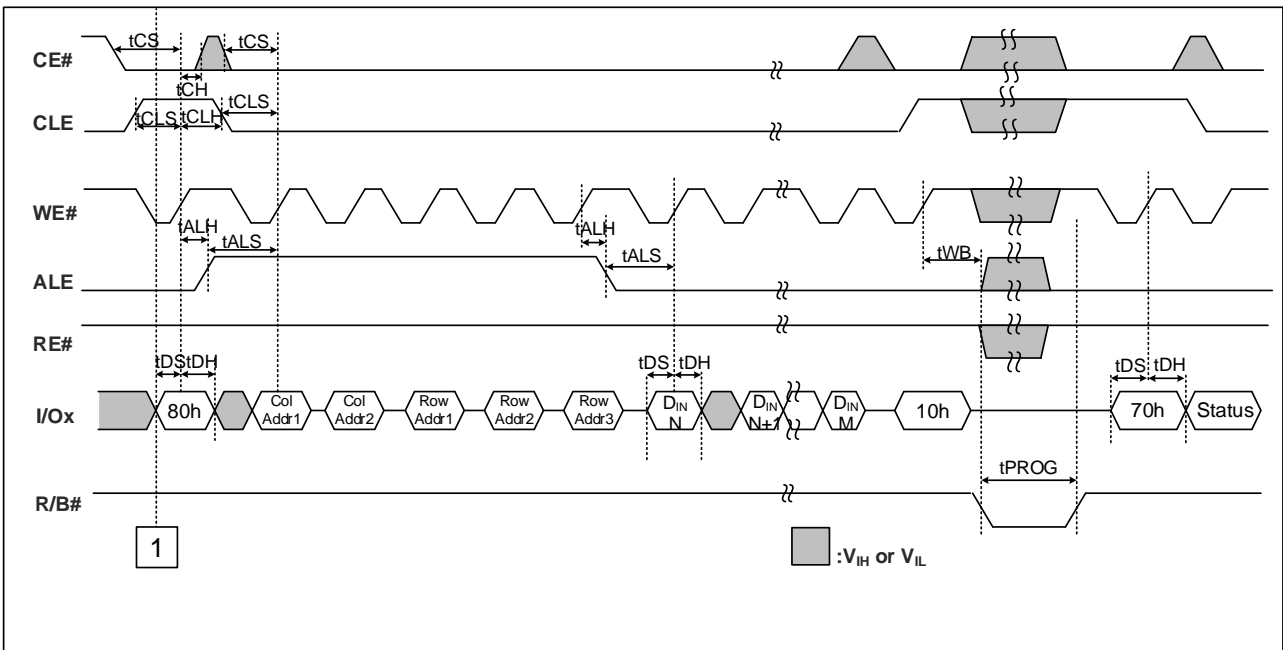 CE#
tCS
tCS
tCH
CLE
tCLS
tCLH
tCLS
WE#
tALH
tALS
tALH
tALS
tWB
ALE
RE#
tDS
tDH
tDS
tDH
tDS
tDH
I/Ox
80h
Col Addr1
Col Addr2
Row Addr1
Row Addr2
Row Addr3
DIN N
DIN N+1
DIN M
10h
70h
Status
tPROG
R/B#
1
:VIH or VIL